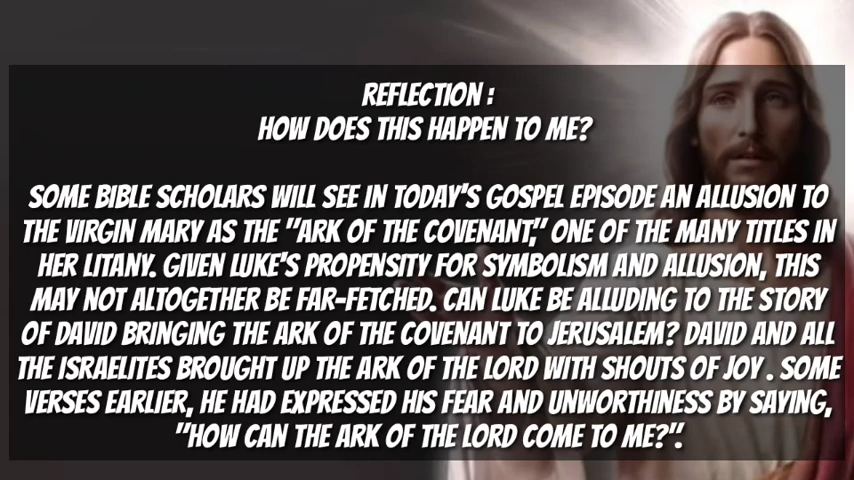 REFLECTION :
HOW DOES THIS HAPPEN TO ME?
SOME BIBLE SCHOLARS WILL SEE IN TODAY'S GOSPEL EPISODE AN ALLUSION TO
THE VIRGIN MARY AS THE "ARK OF THE COVENANT," ONE OF THE MANY TITLES IN
HER LITANY. GIVEN LUKE'S PROPENSITY FOR SYMBOLISM AND ALLUSION, THIS
MAY NOT ALTOGETHER BE FAR-FETCHED. CAN LUKE BE ALLUDING TO THE STORY
OF DAVID BRINGING THE ARK OF THE COVENANT TO JERUSALEM? DAVID AND ALL
THE ISRAELITES BROUGHT UP THE ARK OF THE LORD WITH SHOUTS OF JOY . SOME
VERSES EARLIER, HE HAD EXPRESSED HIS FEAR AND UNWORTHINESS BY SAYING,
"HOW CAN THE ARK OF THE LORD COME TO ME?".